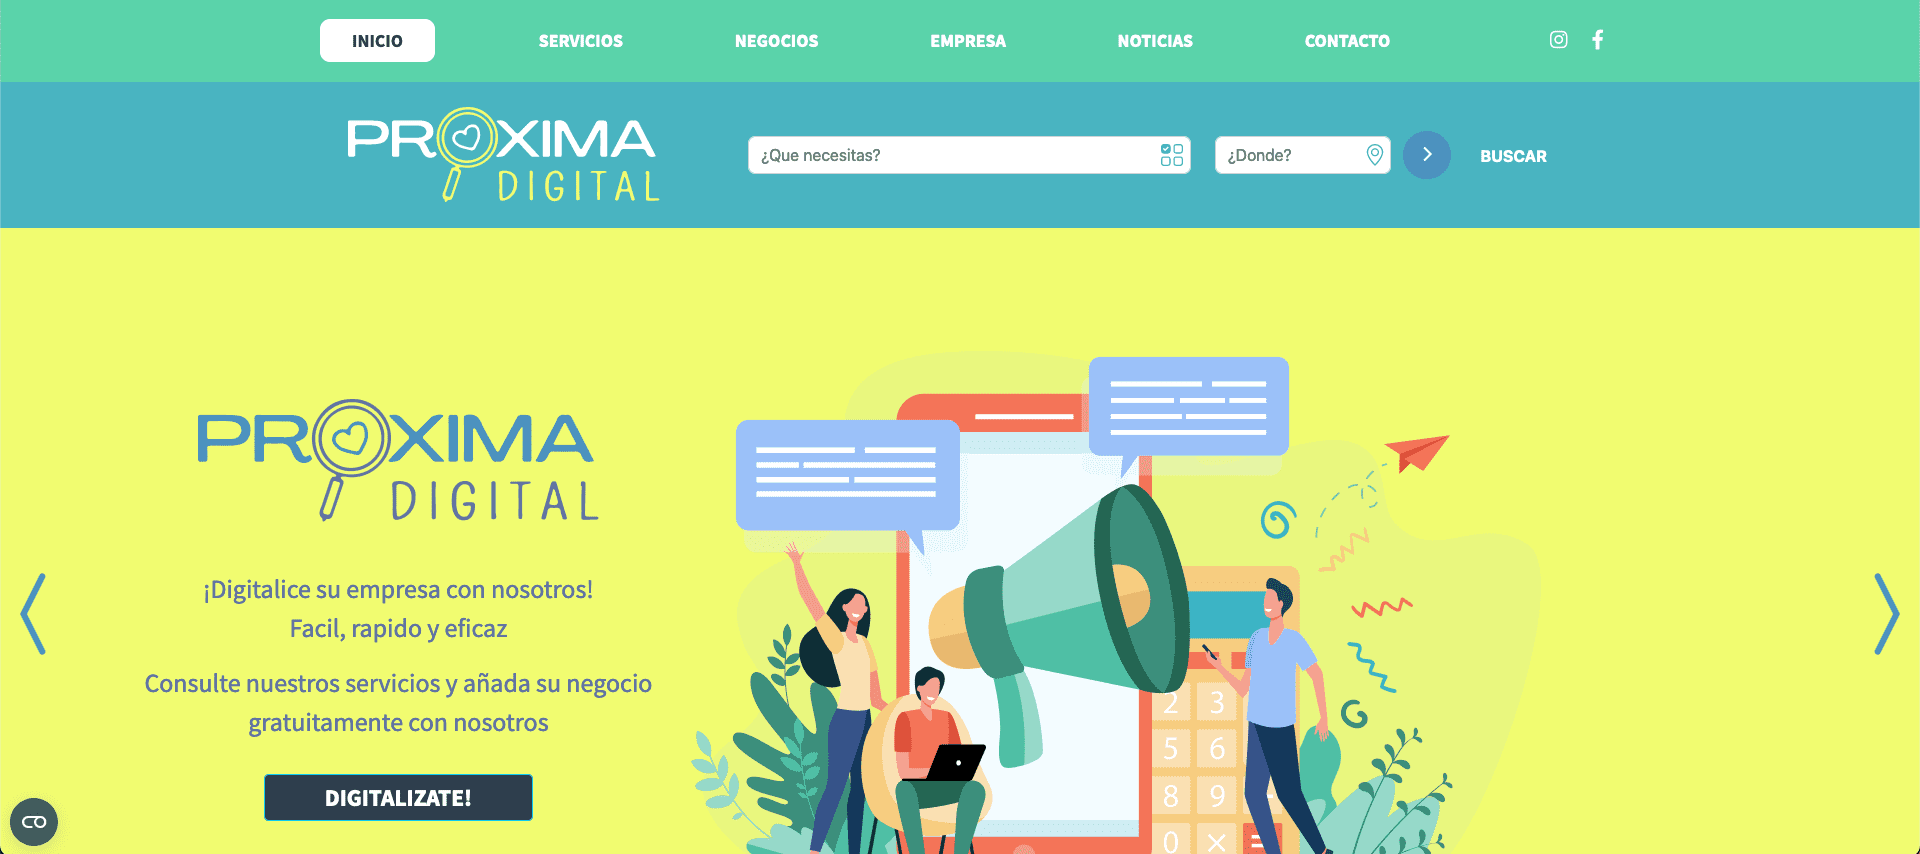 INICIO SERVICIOS NEGOCIOS EMPRESA NOTICIAS CONTACTO
PROXIMA
DIGITAL
¿Que necesitas? ¿Donde? BUSCAR
PROXIMA
DIGITAL
¡Digitalice su empresa con nosotros!
Facil, rapido y eficaz
Consulte nuestros servicios y añada su negocio
gratuitamente con nosotros
DIGITALIZATE!
2 3
5 6
8 9
0 × =